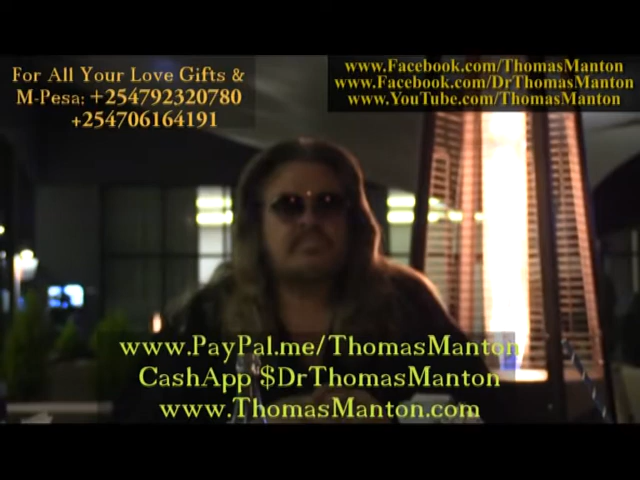 For All Your Love Gifts &
M-Pesa: +254792320780
+254706164191
www.Facebook.com/ThomasManton
www.Facebook.com/DrThomasManton
www.YouTube.com/ThomasManton
www.PayPal.me/ThomasManton
CashApp $DrThomasManton
www.ThomasManton.com